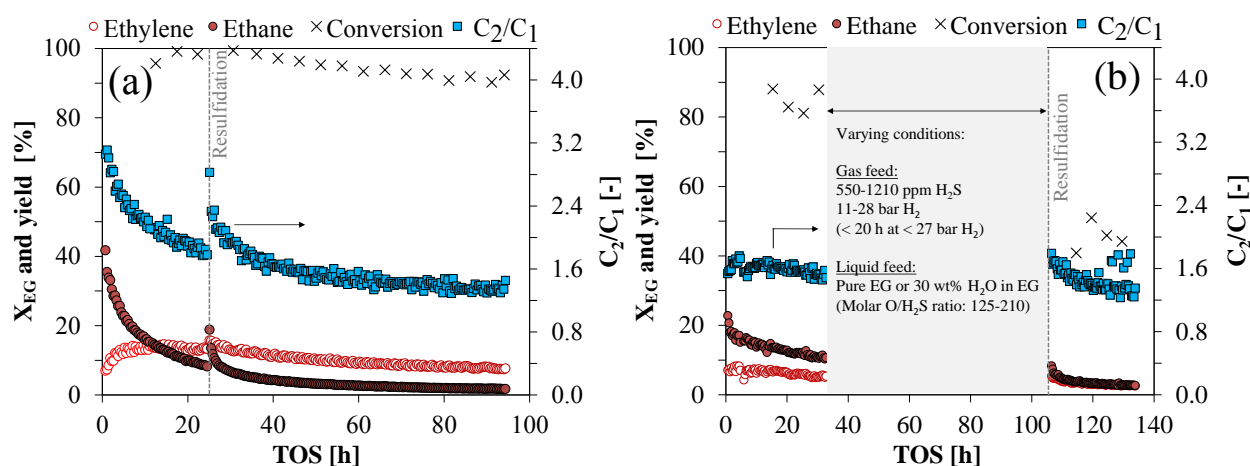 Ethylene Ethane Conversion C₂/C₁
(a)
100
80
60
40
20
0
X_EG and yield [%]
Resulfidation
4.0
3.2
2.4
1.6
0.8
0.0
C₂/C₁ [-]
0 20 40 60 80 100
TOS [h]
Ethylene Ethane Conversion C₂/C₁
(b)
100
80
60
40
20
0
X_EG and yield [%]
Varying conditions:
Gas feed:
550-1210 ppm H₂S
11-28 bar H₂
(< 20 h at < 27 bar H₂)
Liquid feed:
Pure EG or 30 wt% H₂O in EG
(Molar O/H₂S ratio: 125-210)
Resulfidation
4.0
3.2
2.4
1.6
0.8
0.0
C₂/C₁ [-]
0 20 40 60 80 100 120 140
TOS [h]